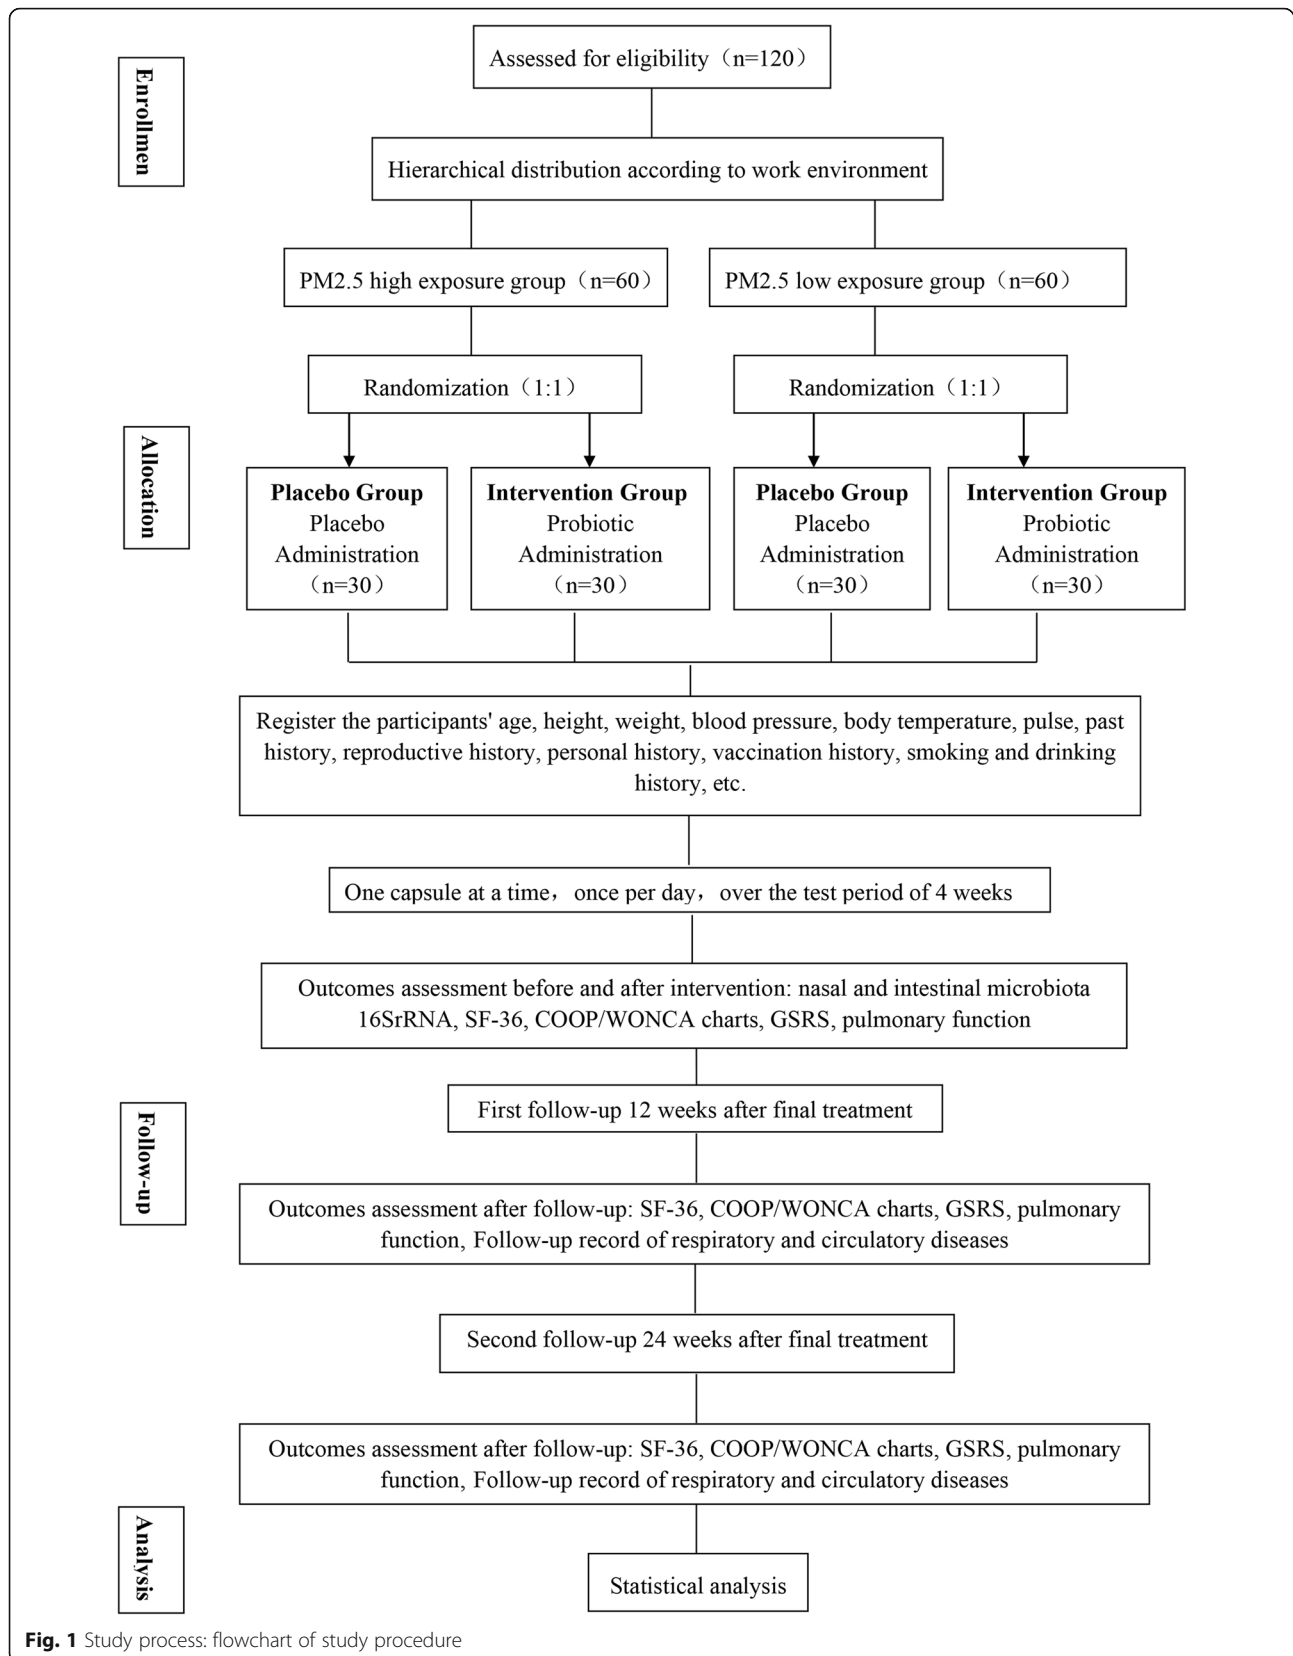 Enrollmen
Assessed for eligibility（n=120）
Hierarchical distribution according to work environment
PM2.5 high exposure group（n=60）
PM2.5 low exposure group（n=60）
Randomization（1:1）
Randomization（1:1）
Allocation
Placebo Group
Placebo
Administration
（n=30）
Intervention Group
Probiotic
Administration
（n=30）
Placebo Group
Placebo
Administration
（n=30）
Intervention Group
Probiotic
Administration
（n=30）
Register the participants' age, height, weight, blood pressure, body temperature, pulse, past
history, reproductive history, personal history, vaccination history, smoking and drinking
history, etc.
One capsule at a time，once per day，over the test period of 4 weeks
Outcomes assessment before and after intervention: nasal and intestinal microbiota
16SrRNA, SF-36, COOP/WONCA charts, GSRS, pulmonary function
Follow-up
First follow-up 12 weeks after final treatment
Outcomes assessment after follow-up: SF-36, COOP/WONCA charts, GSRS, pulmonary
function, Follow-up record of respiratory and circulatory diseases
Second follow-up 24 weeks after final treatment
Outcomes assessment after follow-up: SF-36, COOP/WONCA charts, GSRS, pulmonary
function, Follow-up record of respiratory and circulatory diseases
Analysis
Statistical analysis
Fig. 1 Study process: flowchart of study procedure